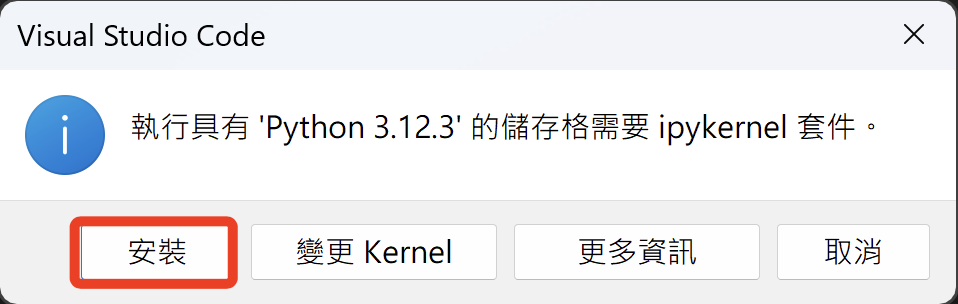 Visual Studio Code
執行具有 'Python 3.12.3' 的儲存格需要 ipykernel 套件。
安裝
變更 Kernel
更多資訊
取消